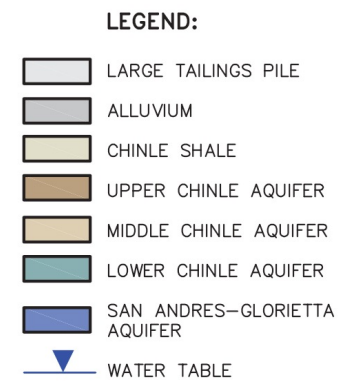 LEGEND:
LARGE TAILINGS PILE
ALLUVIUM
CHINLE SHALE
UPPER CHINLE AQUIFER
MIDDLE CHINLE AQUIFER
LOWER CHINLE AQUIFER
SAN ANDRES-GLORIETTA
AQUIFER
WATER TABLE